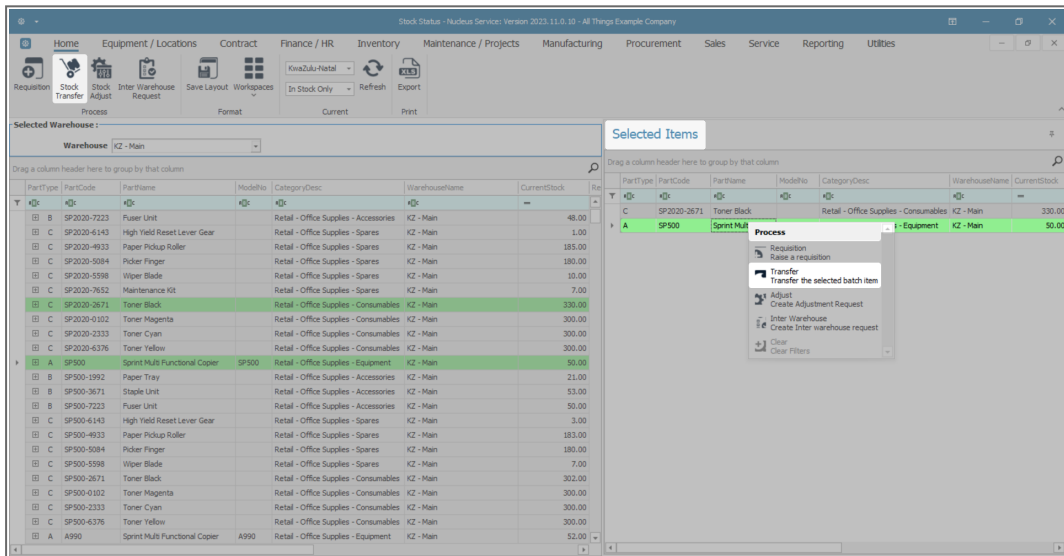 Stock Status - Nucleus Service: Version 2023.11.0.10 - All Things Example Company
Home Equipment / Locations Contract Finance / HR Inventory Maintenance / Projects Manufacturing Procurement Sales Service Reporting Utilities
Requisition Stock Transfer Stock Adjust Inter Warehouse Request Save Layout Workspaces KwaZulu-Natal In Stock Only Refresh Export
Process Format Current Print
Selected Warehouse :
Warehouse KZ - Main
Drag a column header here to group by that column
PartType PartCode PartName ModelNo CategoryDesc WarehouseName CurrentStock Re
B SP2020-7223 Fuser Unit Retail - Office Supplies - Accessories KZ - Main 48.00
C SP2020-6143 High Yield Reset Lever Gear Retail - Office Supplies - Spares KZ - Main 1.00
C SP2020-4933 Paper Pickup Roller Retail - Office Supplies - Spares KZ - Main 185.00
C SP2020-5084 Picker Finger Retail - Office Supplies - Spares KZ - Main 180.00
C SP2020-5598 Wiper Blade Retail - Office Supplies - Spares KZ - Main 10.00
C SP2020-7652 Maintenance Kit Retail - Office Supplies - Spares KZ - Main 7.00
C SP2020-2671 Toner Black Retail - Office Supplies - Consumables KZ - Main 330.00
C SP2020-0102 Toner Magenta Retail - Office Supplies - Consumables KZ - Main 300.00
C SP2020-2333 Toner Cyan Retail - Office Supplies - Consumables KZ - Main 300.00
C SP2020-6376 Toner Yellow Retail - Office Supplies - Consumables KZ - Main 300.00
A SP500 Sprint Multi Functional Copier SP500 Retail - Office Supplies - Equipment KZ - Main 50.00
B SP500-1992 Paper Tray Retail - Office Supplies - Accessories KZ - Main 21.00
B SP500-3671 Staple Unit Retail - Office Supplies - Accessories KZ - Main 53.00
B SP500-7223 Fuser Unit Retail - Office Supplies - Accessories KZ - Main 50.00
C SP500-6143 High Yield Reset Lever Gear Retail - Office Supplies - Spares KZ - Main 3.00
C SP500-4933 Paper Pickup Roller Retail - Office Supplies - Spares KZ - Main 183.00
C SP500-5084 Picker Finger Retail - Office Supplies - Spares KZ - Main 180.00
C SP500-5598 Wiper Blade Retail - Office Supplies - Spares KZ - Main 7.00
C SP500-2671 Toner Black Retail - Office Supplies - Consumables KZ - Main 302.00
C SP500-0102 Toner Magenta Retail - Office Supplies - Consumables KZ - Main 300.00
C SP500-2333 Toner Cyan Retail - Office Supplies - Consumables KZ - Main 300.00
C SP500-6376 Toner Yellow Retail - Office Supplies - Consumables KZ - Main 300.00
A A990 Sprint Multi Functional Copier A990 Retail - Office Supplies - Equipment KZ - Main 52.00
Selected Items
Drag a column header here to group by that column
PartType PartCode PartName ModelNo CategoryDesc WarehouseName CurrentStock
C SP2020-2671 Toner Black Retail - Office Supplies - Consumables KZ - Main 330.00
A SP500 Sprint Mult s - Equipment KZ - Main 50.00
Process
Requisition
Raise a requisition
Transfer
Transfer the selected batch item
Adjust
Create Adjustment Request
Inter Warehouse
Create Inter warehouse request
Clear
Clear Filters